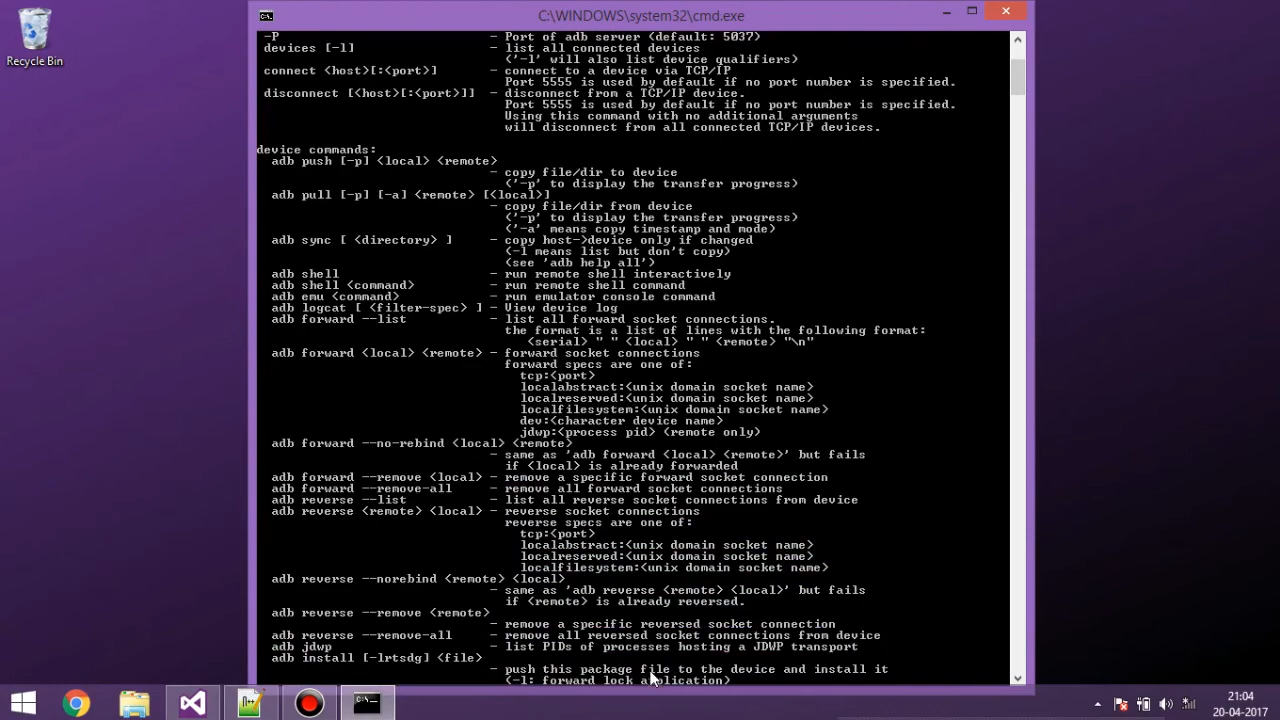 C:\WINDOWS\system32\cmd.exe
Recycle Bin
-P - Port of adb server (default: 5037)
devices [-l] - list all connected devices
('-l' will also list device qualifiers)
connect <host>[:<port>] - connect to a device via TCP/IP
Port 5555 is used by default if no port number is specified.
disconnect [<host>[:<port>]] - disconnect from a TCP/IP device.
Port 5555 is used by default if no port number is specified.
Using this command with no additional arguments
will disconnect from all connected TCP/IP devices.
device commands:
adb push [-p] <local> <remote>
- copy file/dir to device
('-p' to display the transfer progress)
adb pull [-p] [-a] <remote> [<local>]
- copy file/dir from device
('-p' to display the transfer progress)
('-a' means copy timestamp and mode)
adb sync [ <directory> ] - copy host->device only if changed
(-l means list but don't copy)
(see 'adb help all')
adb shell - run remote shell interactively
adb shell <command> - run remote shell command
adb emu <command> - run emulator console command
adb logcat [ <filter-spec> ] - View device log
adb forward --list - list all forward socket connections.
the format is a list of lines with the following format:
<serial> " " <local> " " <remote> "\n"
adb forward <local> <remote> - forward socket connections
forward specs are one of:
tcp:<port>
localabstract:<unix domain socket name>
localreserved:<unix domain socket name>
localfilesystem:<unix domain socket name>
dev:<character device name>
jdwp:<process pid> (remote only)
adb forward --no-rebind <local> <remote>
- same as 'adb forward <local> <remote>' but fails
if <local> is already forwarded
adb forward --remove <local> - remove a specific forward socket connection
adb forward --remove-all - remove all forward socket connections
adb reverse --list - list all reverse socket connections from device
adb reverse <remote> <local> - reverse socket connections
reverse specs are one of:
tcp:<port>
localabstract:<unix domain socket name>
localreserved:<unix domain socket name>
localfilesystem:<unix domain socket name>
adb reverse --norebind <remote> <local>
- same as 'adb reverse <remote> <local>' but fails
if <remote> is already reversed.
adb reverse --remove <remote>
- remove a specific reversed socket connection
adb reverse --remove-all - remove all reversed socket connections from device
adb jdwp - list PIDs of processes hosting a JDWP transport
adb install [-lrtsdg] <file>
- push this package file to the device and install it
(-l: forward lock application)
21:04
20-04-2017